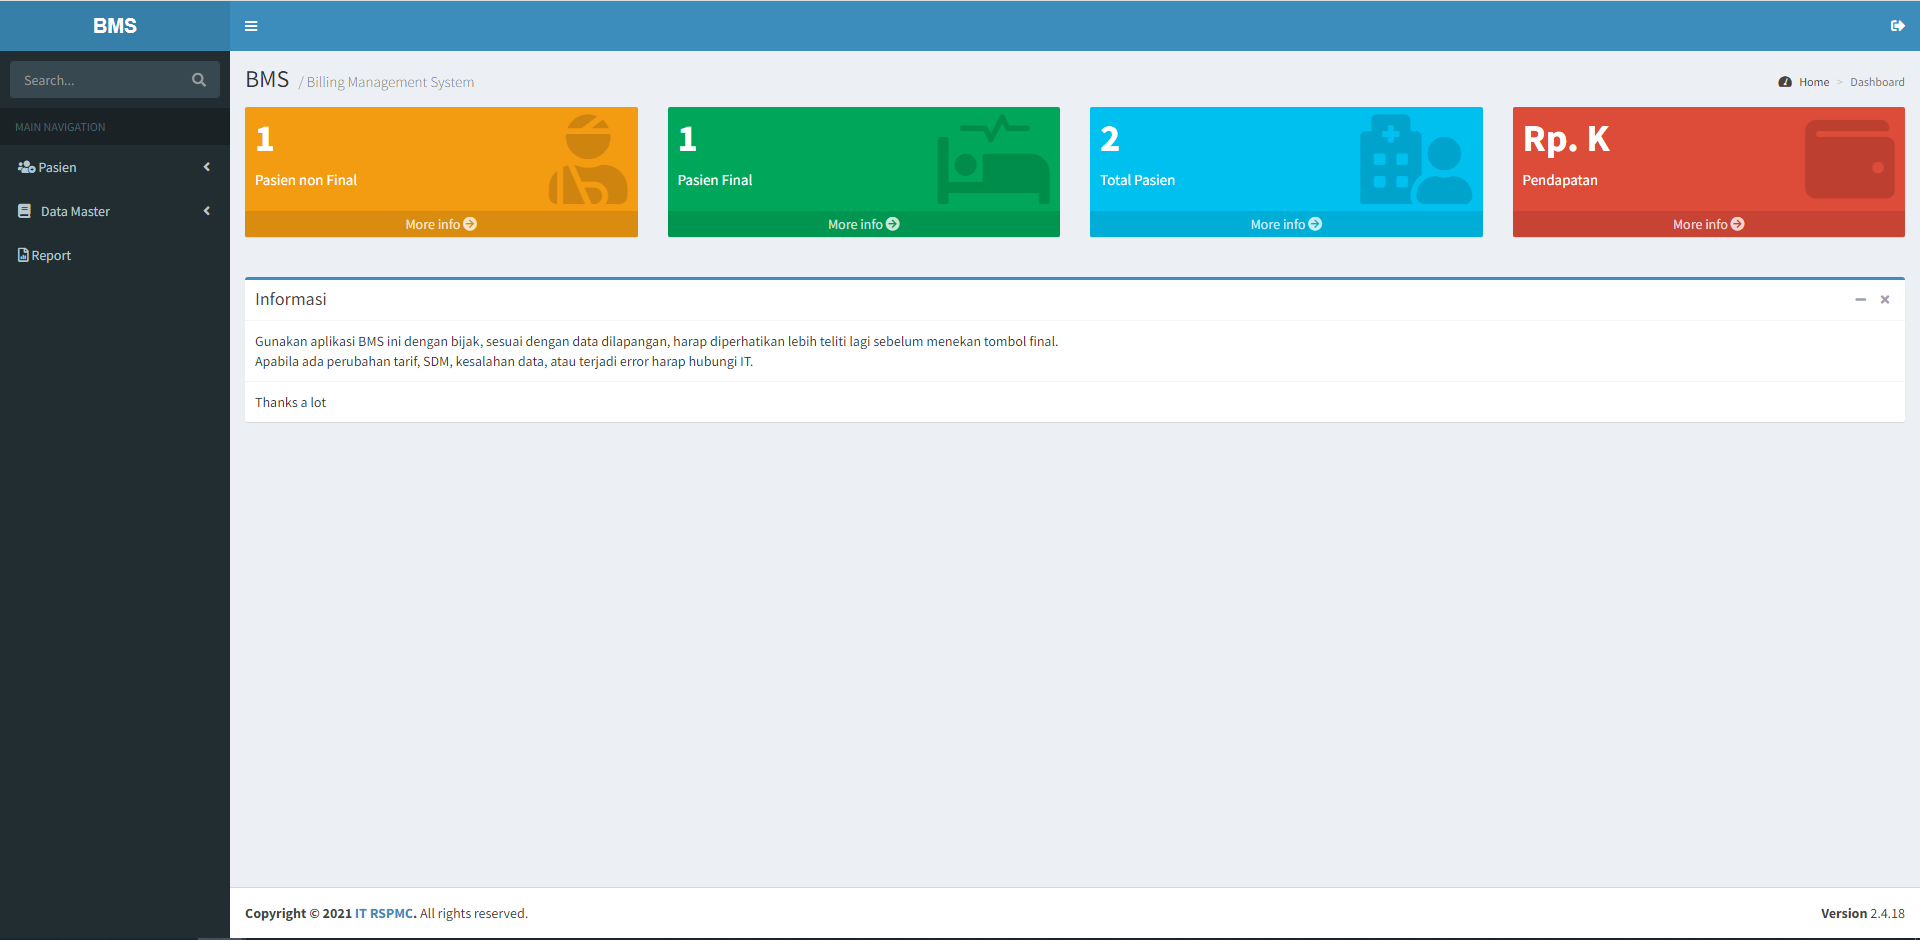 BMS
Search...
MAIN NAVIGATION
Pasien
Data Master
Report
BMS / Billing Management System
Home > Dashboard
1
Pasien non Final
More info
1
Pasien Final
More info
2
Total Pasien
More info
Rp. K
Pendapatan
More info
Informasi
Gunakan aplikasi BMS ini dengan bijak, sesuai dengan data dilapangan, harap diperhatikan lebih teliti lagi sebelum menekan tombol final.
Apabila ada perubahan tarif, SDM, kesalahan data, atau terjadi error harap hubungi IT.
Thanks a lot
Copyright © 2021 IT RSPMC. All rights reserved.
Version 2.4.18